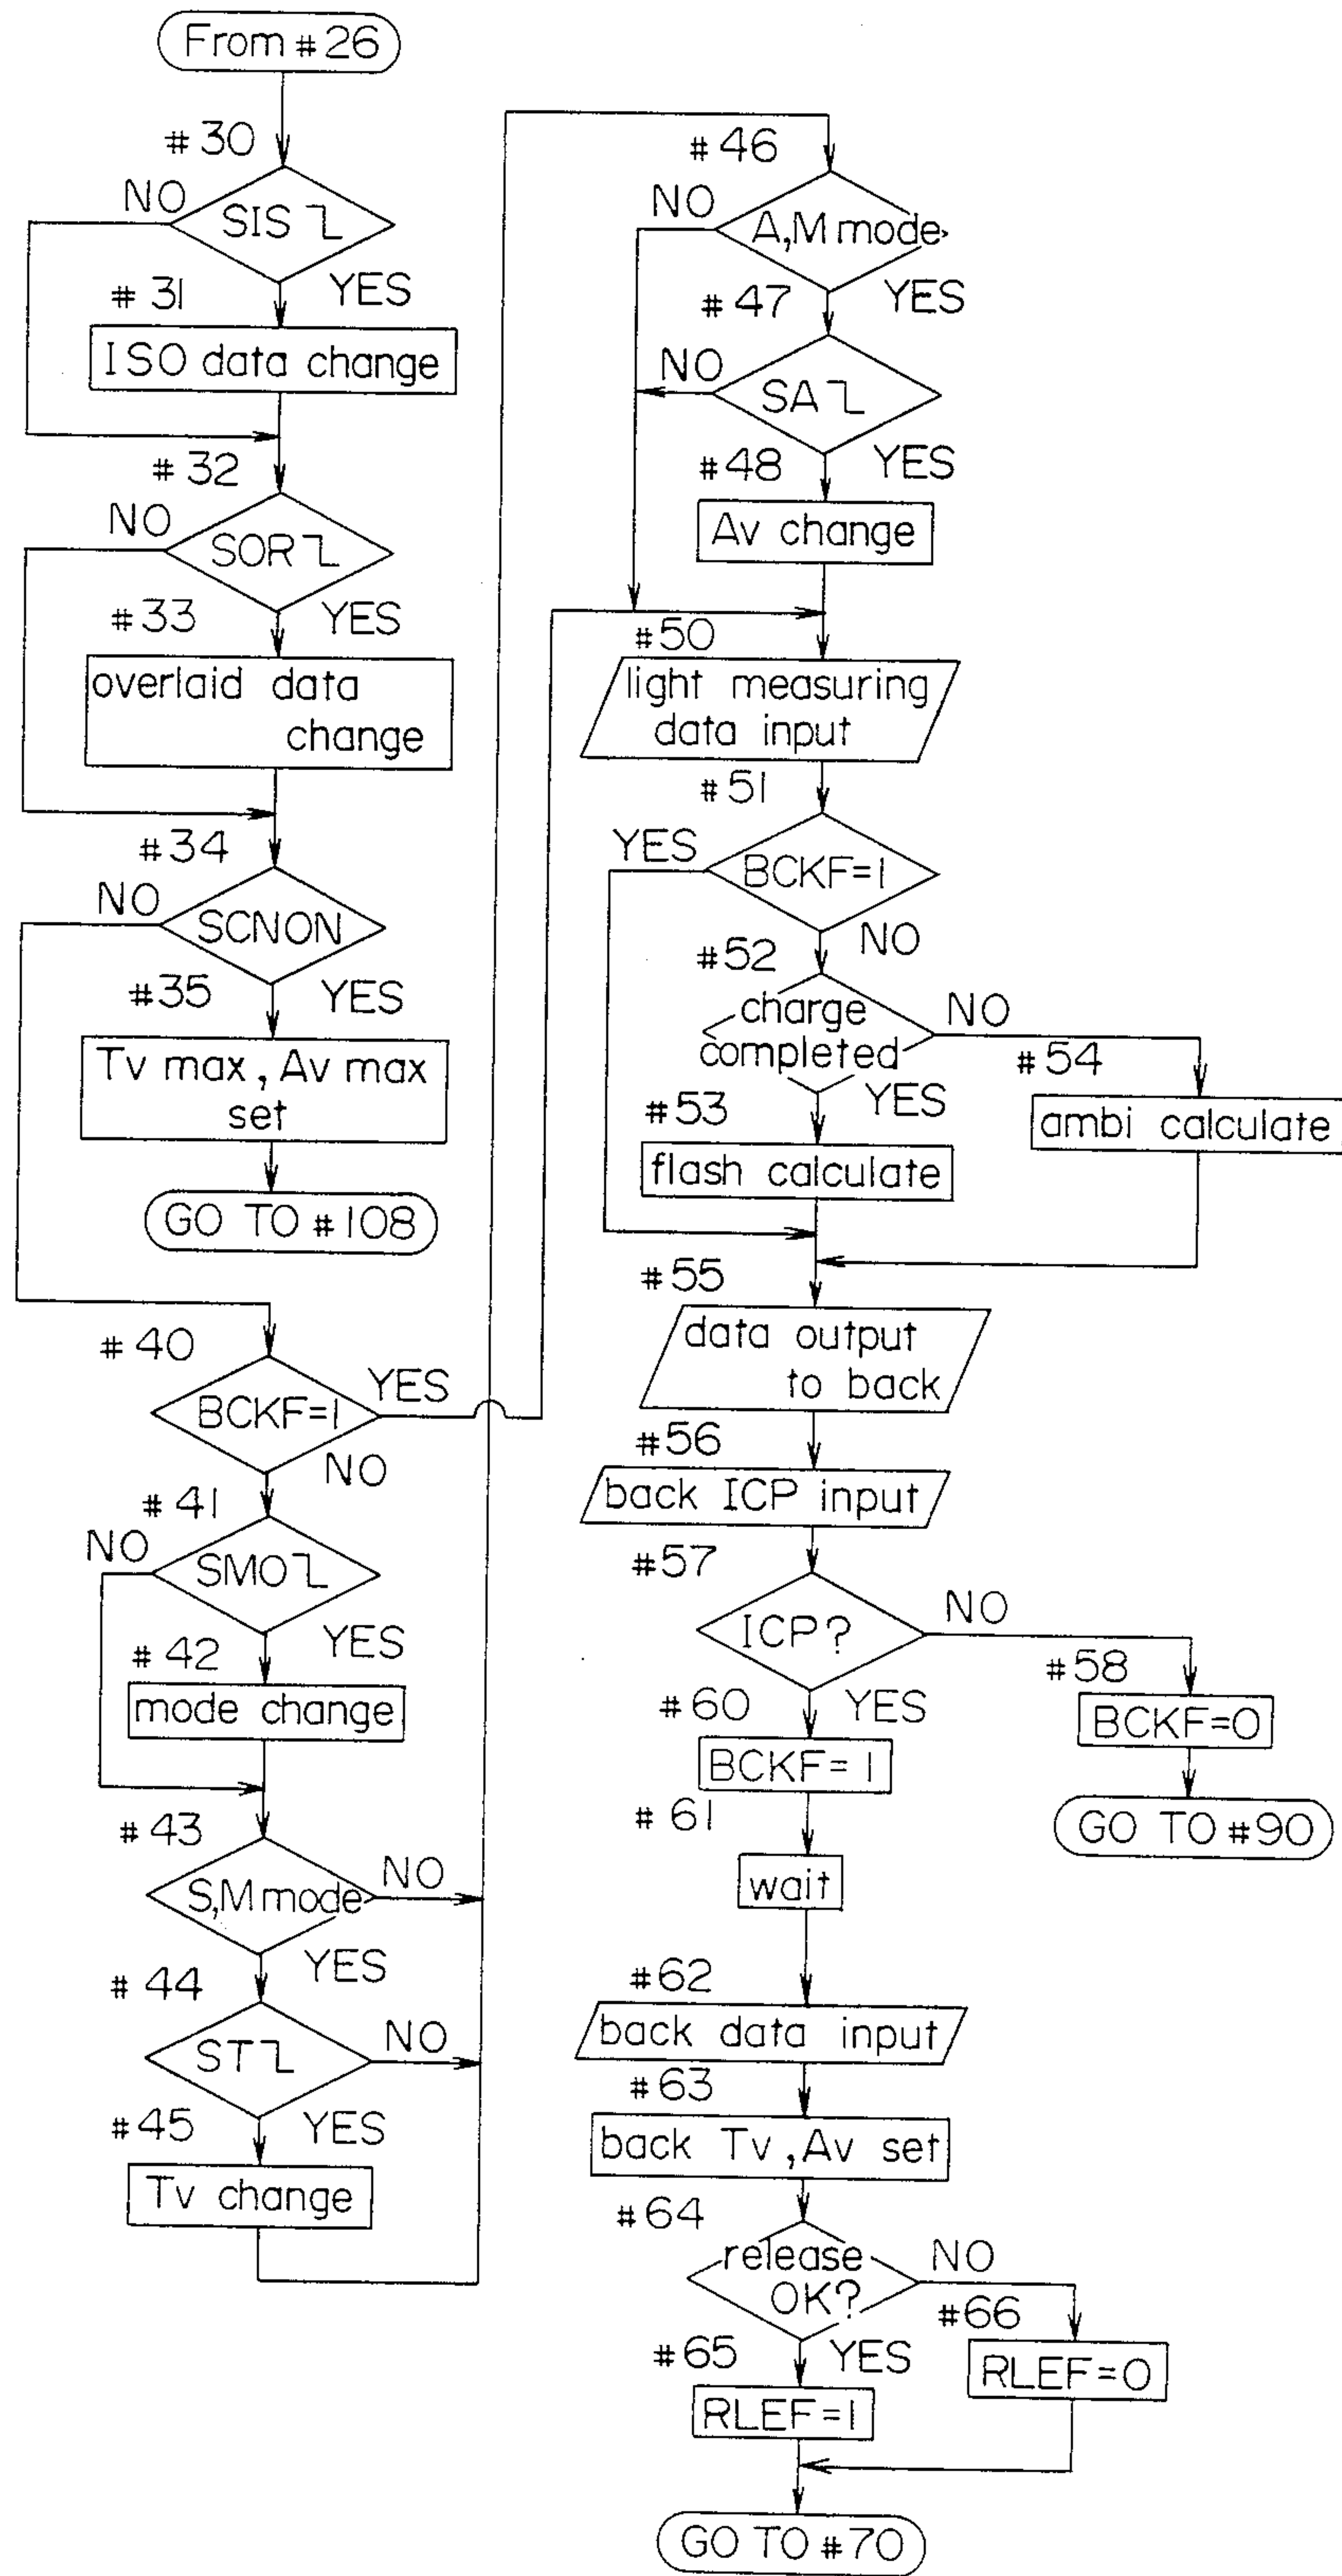 From #26
#30
NO
SIS
YES
#31
ISO data change
#32
NO
SOR
YES
#33
overlaid data
change
#34
NO
SCNON
YES
#35
Tv max, Av max
set
GO TO #108
#40
BCKF=1
YES
NO
#41
NO
SMO
YES
#42
mode change
#43
S,M mode
NO
YES
#44
ST
NO
YES
#45
Tv change
#46
NO
A,M mode
YES
#47
NO
SA
YES
#48
Av change
#50
light measuring
data input
#51
YES
BCKF=1
NO
#52
charge
completed
NO
YES
#53
flash calculate
#54
ambi calculate
#55
data output
to back
#56
back ICP input
#57
ICP?
NO
YES
#58
BCKF=0
GO TO #90
#60
BCKF=1
#61
wait
#62
back data input
#63
back Tv, Av set
#64
release
OK?
NO
YES
#65
RLEF=1
#66
RLEF=0
GO TO #70